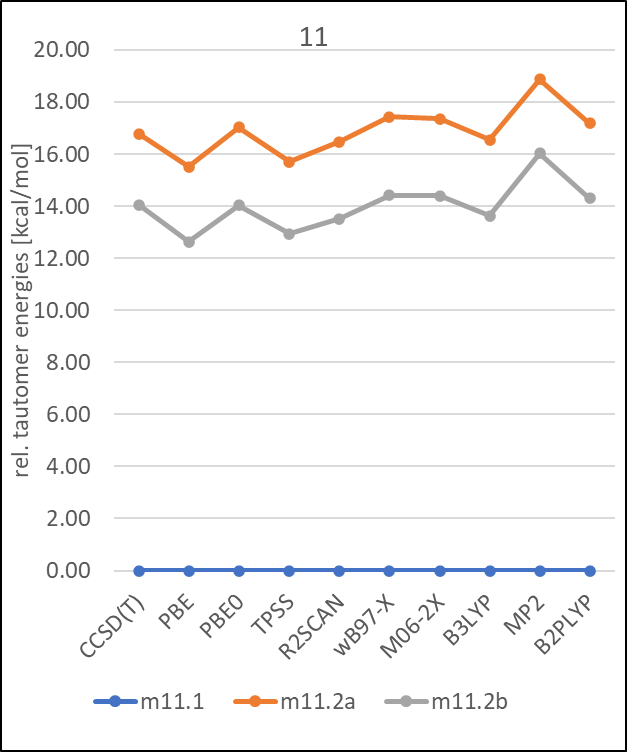 11
rel. tautomer energies [kcal/mol]
20.00
18.00
16.00
14.00
12.00
10.00
8.00
6.00
4.00
2.00
0.00
CCSD(T)
PBE
PBE0
TPSS
R2SCAN
wB97-X
M06-2X
B3LYP
MP2
B2PLYP
m11.1 m11.2a m11.2b